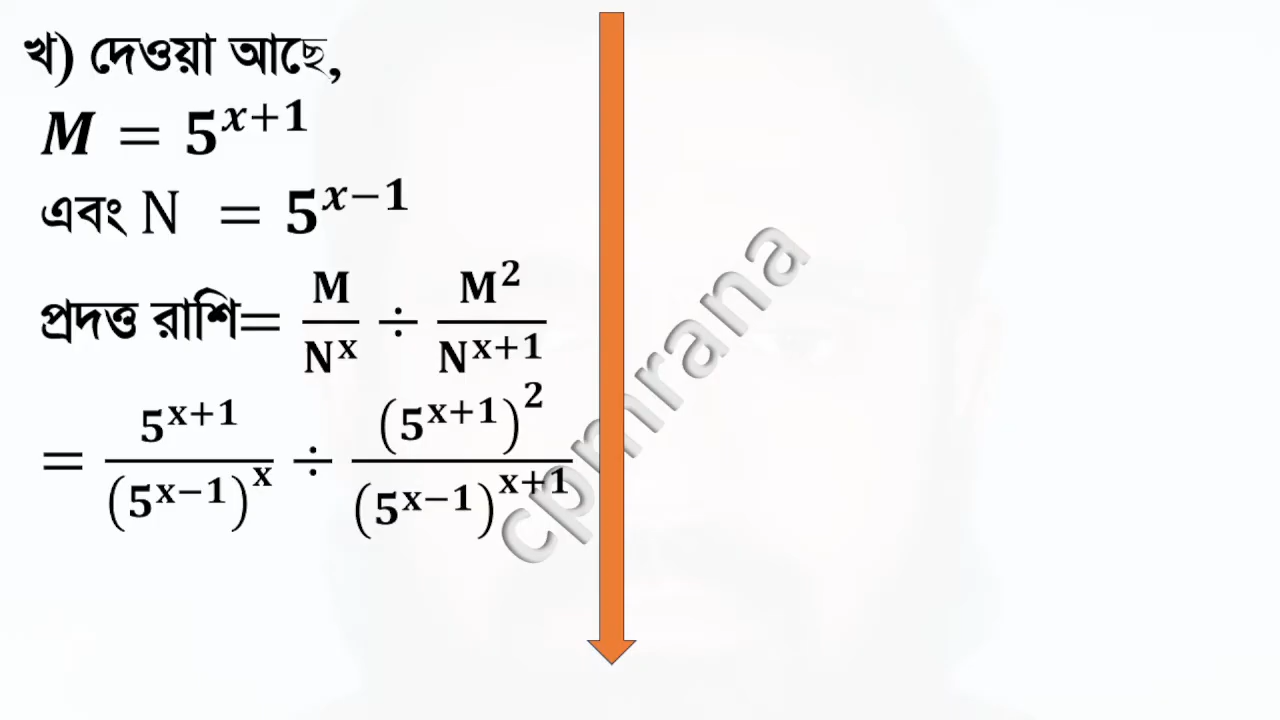 খ) দেওয়া আছে,
M = 5^{x+1}
এবং N = 5^{x−1}
প্রদত্ত রাশি= M/N^x ÷ M^2/N^{x+1}
= 5^{x+1}/(5^{x−1})^x ÷ (5^{x+1})^2/(5^{x−1})^{x+1}
cpmrana